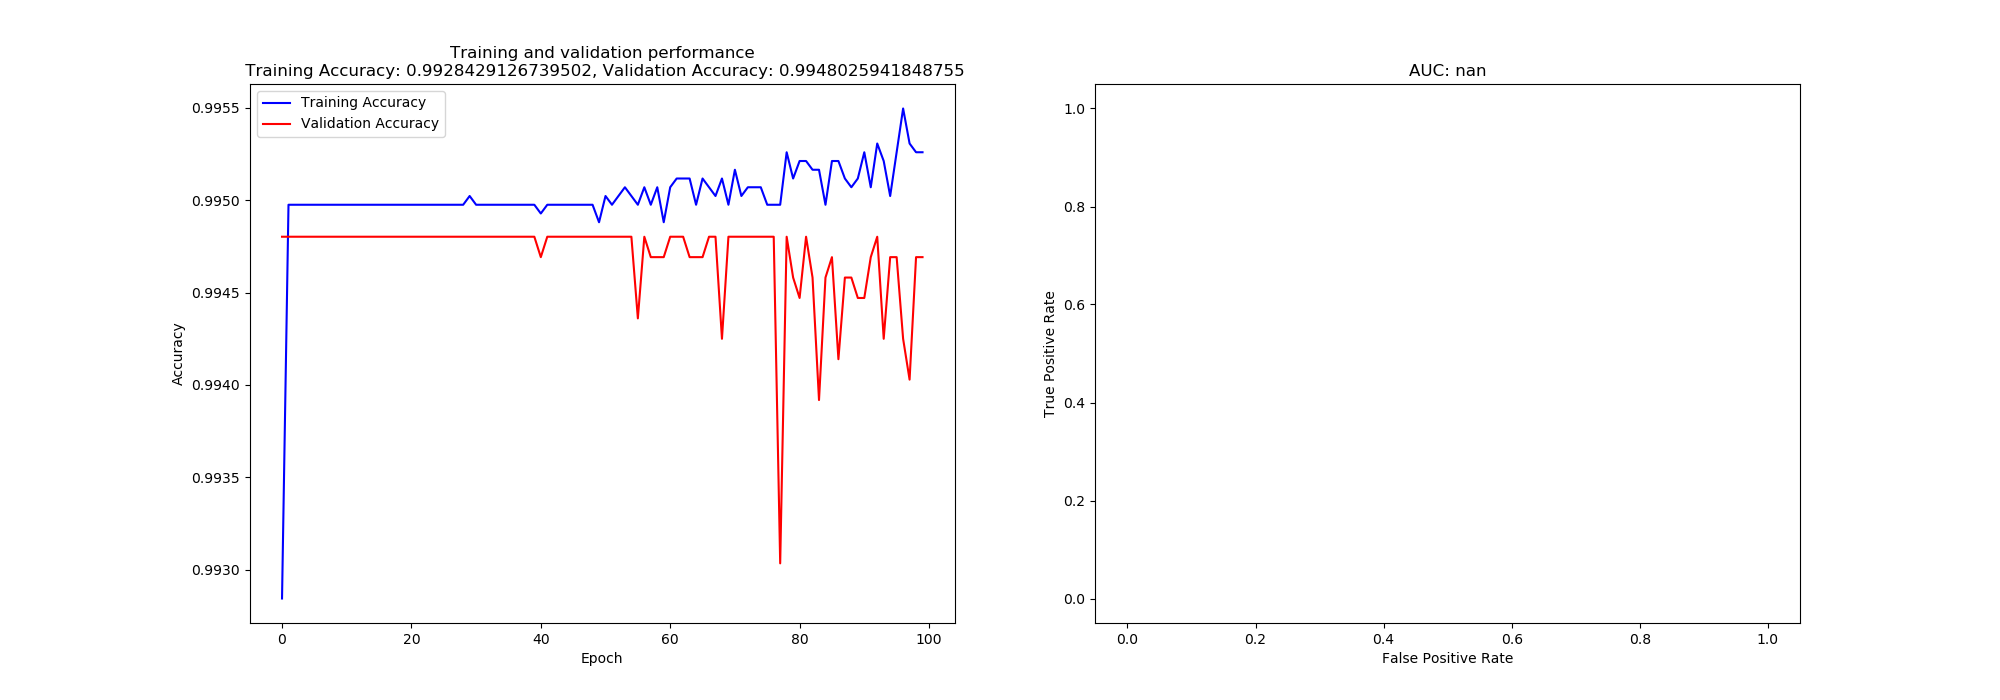 Training and validation performance
Training Accuracy: 0.9928429126739502, Validation Accuracy: 0.9948025941848755
Training Accuracy
Validation Accuracy
0.9955
0.9950
0.9945
0.9940
0.9935
0.9930
Accuracy
0 20 40 60 80 100
Epoch
AUC: nan
1.0
0.8
0.6
0.4
0.2
0.0
True Positive Rate
0.0 0.2 0.4 0.6 0.8 1.0
False Positive Rate